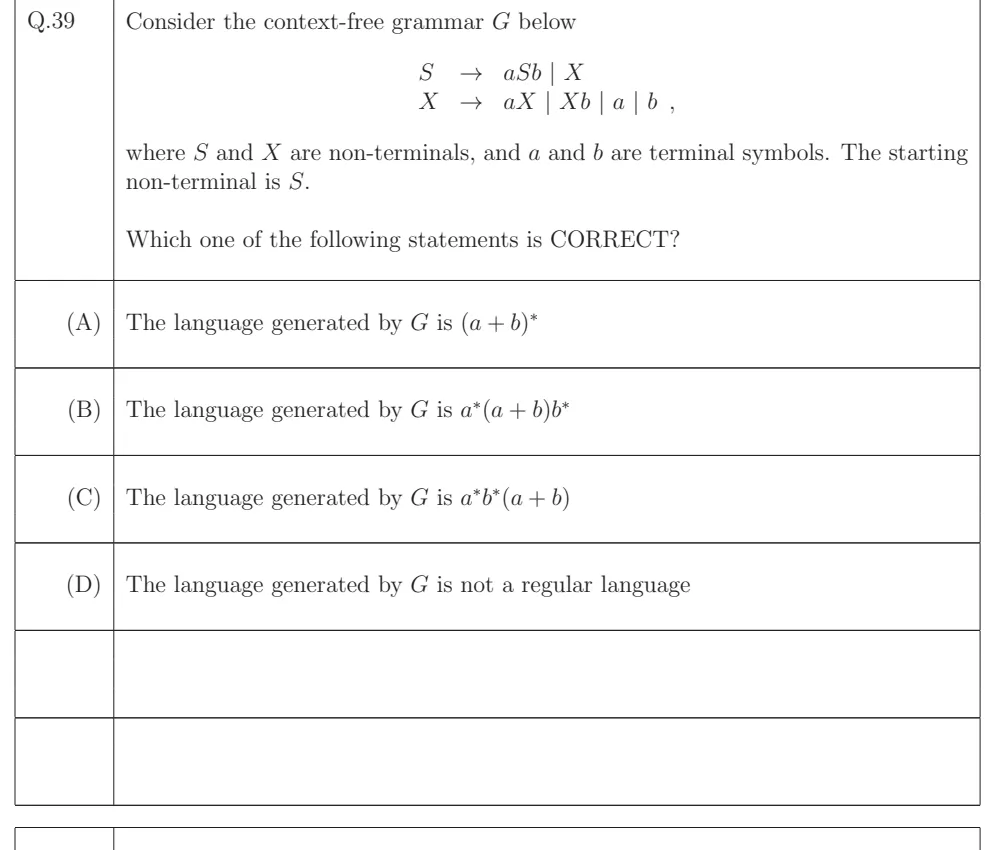 Q.39 Consider the context-free grammar G below
S → aSb | X
X → aX | Xb | a | b ,
where S and X are non-terminals, and a and b are terminal symbols. The starting
non-terminal is S.
Which one of the following statements is CORRECT?
(A) The language generated by G is (a + b)*
(B) The language generated by G is a*(a + b)b*
(C) The language generated by G is a*b*(a + b)
(D) The language generated by G is not a regular language